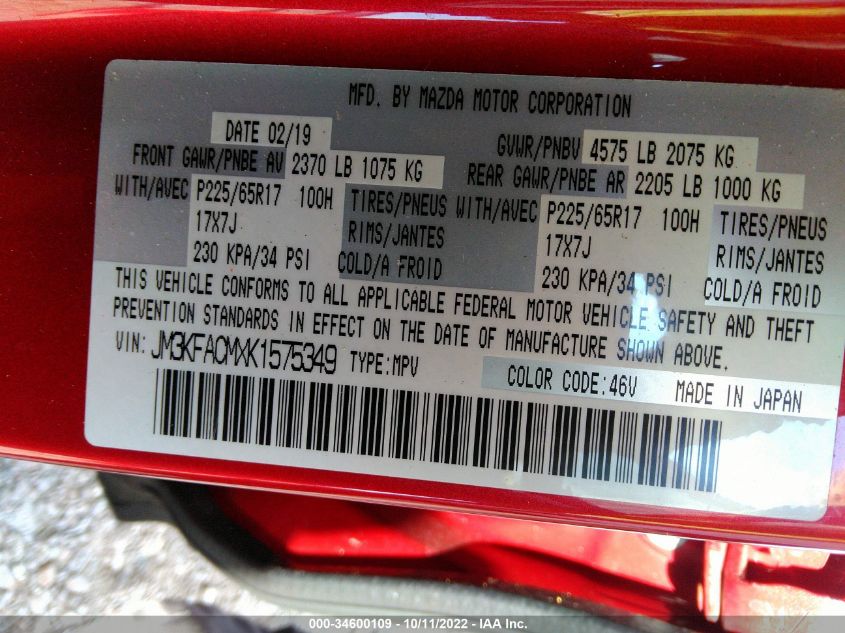 MFD. BY MAZDA MOTOR CORPORATION
DATE 02/19 GVWR/PNBV 4575 LB 2075 KG
FRONT GAWR/PNBE AV 2370 LB 1075 KG REAR GAWR/PNBE AR 2205 LB 1000 KG
WITH/AVEC P225/65R17 100H TIRES/PNEUS WITH/AVEC P225/65R17 100H TIRES/PNEUS
17X7J RIMS/JANTES 17X7J RIMS/JANTES
230 KPA/34 PSI COLD/A FROID 230 KPA/34 PSI COLD/A FROID
THIS VEHICLE CONFORMS TO ALL APPLICABLE FEDERAL MOTOR VEHICLE SAFETY AND THEFT
PREVENTION STANDARDS IN EFFECT ON THE DATE OF MANUFACTURE SHOWN ABOVE.
VIN: JM3KFACMXK1575349 TYPE:MPV COLOR CODE:46V MADE IN JAPAN
000-34600109 - 10/11/2022 - IAA Inc.